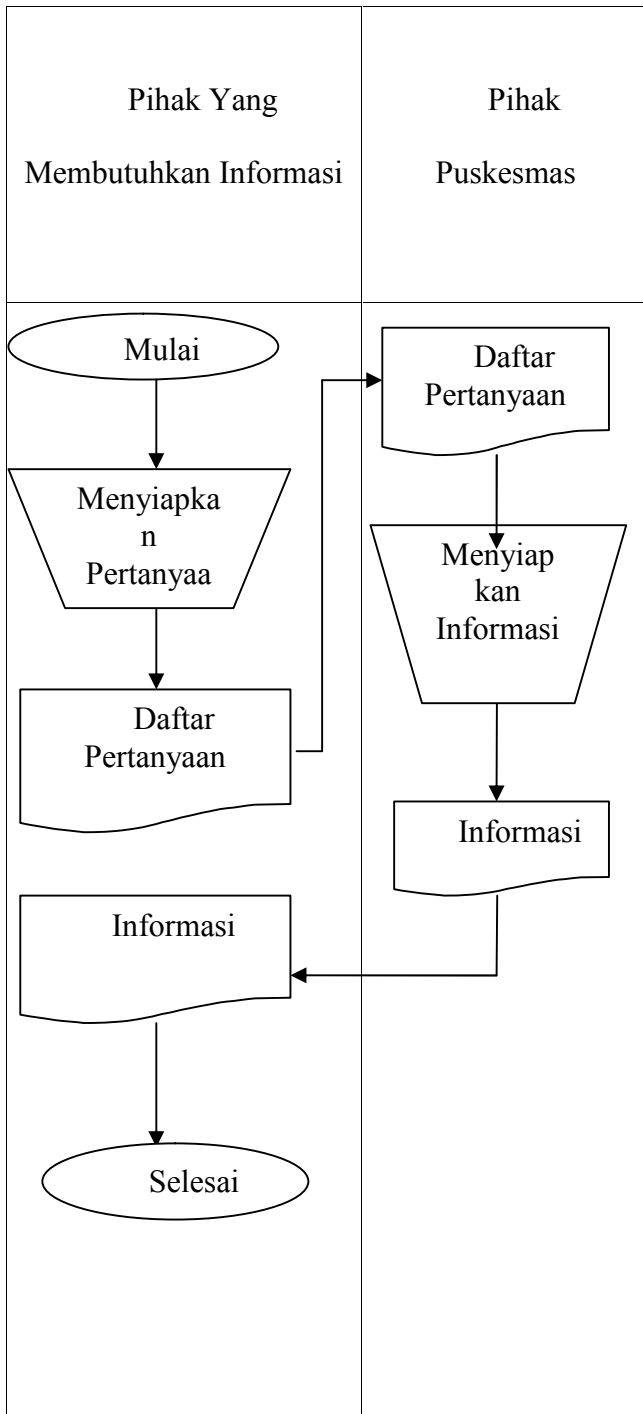 Pihak Yang
Membutuhkan Informasi
Pihak
Puskesmas
Mulai
Menyiapka
n
Pertanyaa
Daftar
Pertanyaan
Daftar
Pertanyaan
Menyiap
kan
Informasi
Informasi
Informasi
Selesai